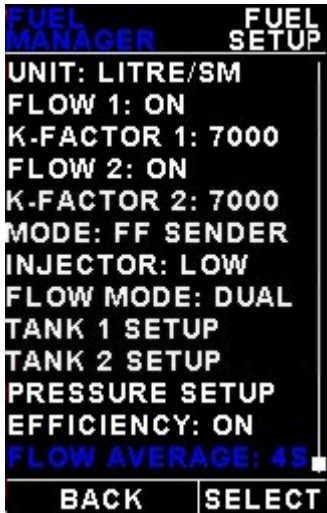 FUEL MANAGER
FUEL SETUP
UNIT: LITRE/SM
FLOW 1: ON
K-FACTOR 1: 7000
FLOW 2: ON
K-FACTOR 2: 7000
MODE: FF SENDER
INJECTOR: LOW
FLOW MODE: DUAL
TANK 1 SETUP
TANK 2 SETUP
PRESSURE SETUP
EFFICIENCY: ON
FLOW AVERAGE: 4S
BACK SELECT